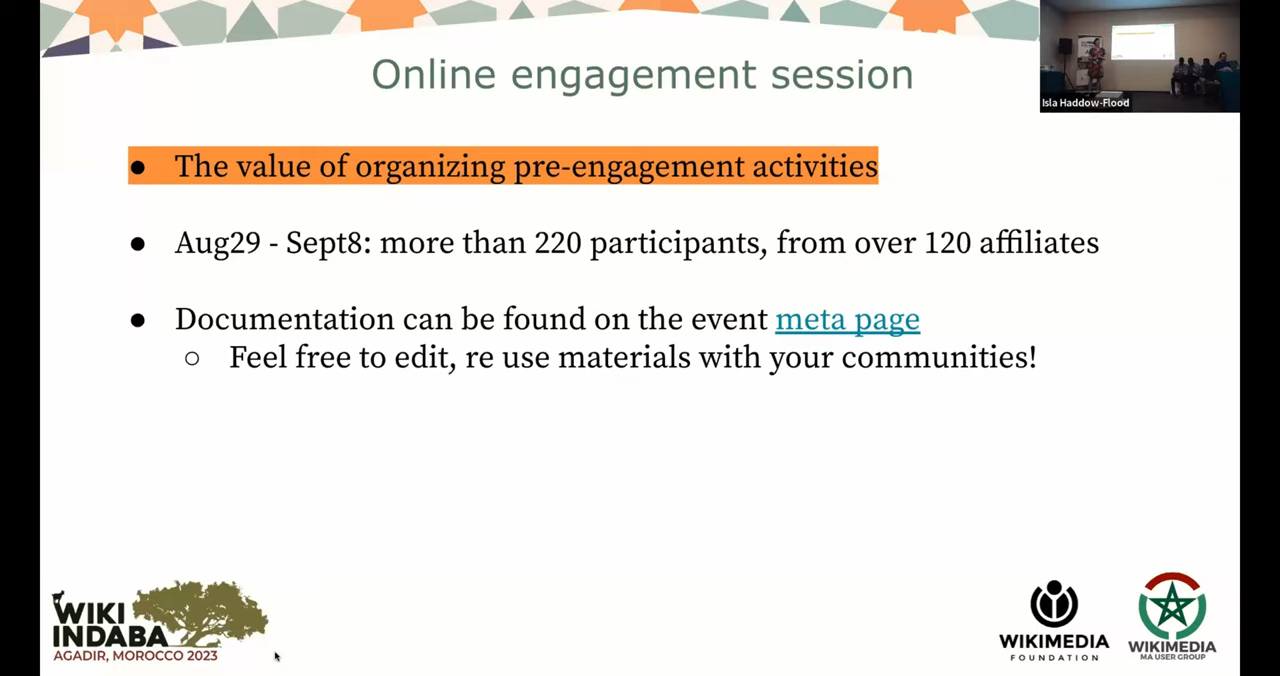 Online engagement session
Isla Haddow-Flood
● The value of organizing pre-engagement activities
● Aug29 - Sept8: more than 220 participants, from over 120 affiliates
● Documentation can be found on the event meta page
○ Feel free to edit, re use materials with your communities!
WIKI
INDABA
AGADIR, MOROCCO 2023
WIKIMEDIA
FOUNDATION
WIKIMEDIA
MA USER GROUP